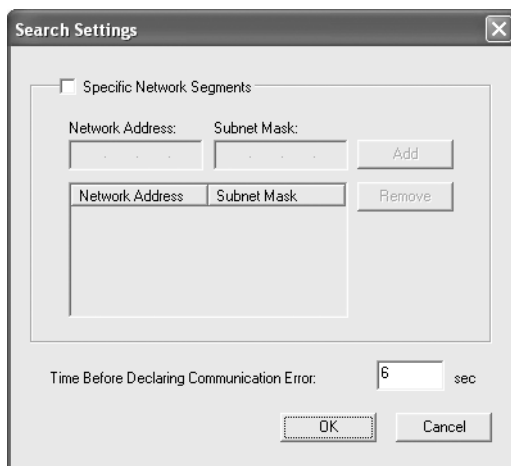 Search Settings
Specific Network Segments
Network Address: Subnet Mask:
Add
Network Address Subnet Mask
Remove
Time Before Declaring Communication Error: 6 sec
OK Cancel